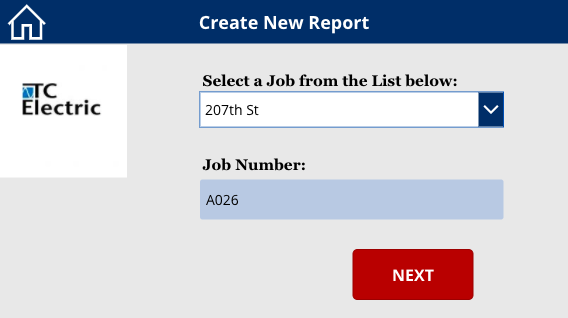 Create New Report
TC
Electric
Select a Job from the List below:
207th St
Job Number:
A026
NEXT